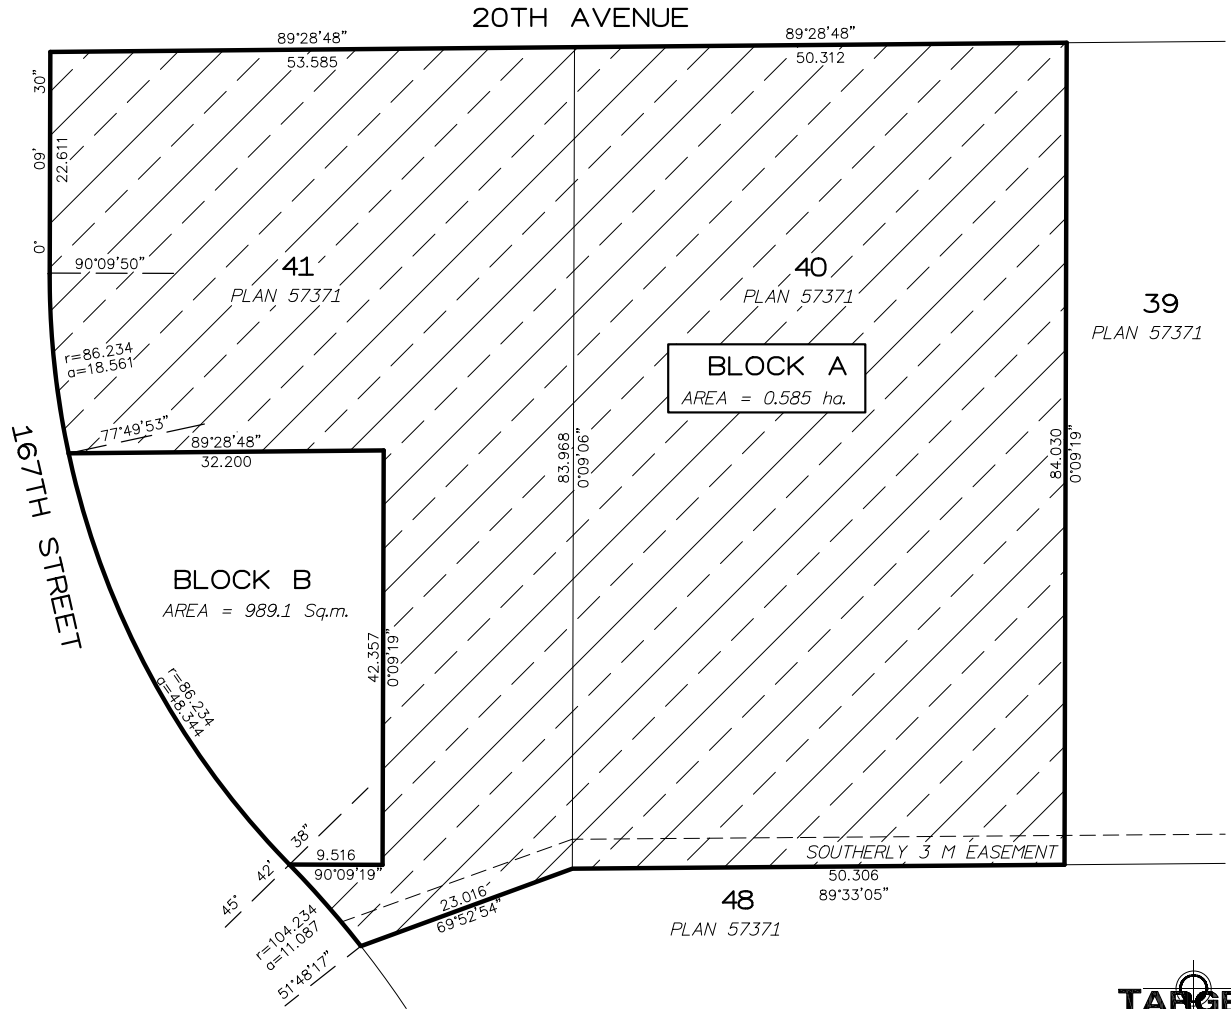 20TH AVENUE
89°28'48"
53.585
89°28'48"
50.312
0° 09' 30"
22.611
90°09'50"
41
PLAN 57371
40
PLAN 57371
39
PLAN 57371
r=86.234
a=18.561
BLOCK A
AREA = 0.585 ha.
77°49'53"
89°28'48"
32.200
167TH STREET
83.968
0°09'06"
84.030
0°09'19"
BLOCK B
AREA = 989.1 Sq.m.
42.357
0°09'19"
r=86.234
a=48.344
45° 42' 38"
9.516
90°09'19"
SOUTHERLY 3 M EASEMENT
50.306
89°33'05"
23.016
69°52'54"
48
PLAN 57371
r=104.234
a=11.087
51°48'17"